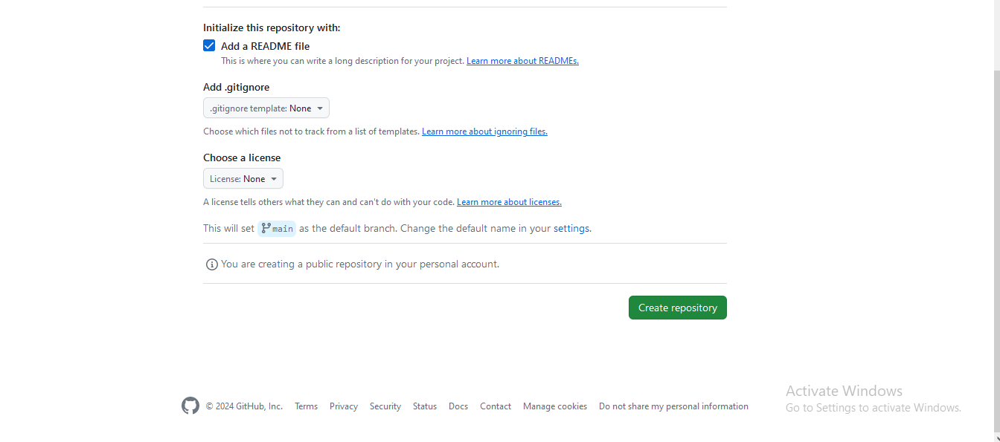 Initialize this repository with:
Add a README file
This is where you can write a long description for your project. Learn more about READMEs.
Add .gitignore
.gitignore template: None
Choose which files not to track from a list of templates. Learn more about ignoring files.
Choose a license
License: None
A license tells others what they can and can't do with your code. Learn more about licenses.
This will set main as the default branch. Change the default name in your settings.
You are creating a public repository in your personal account.
Create repository
Activate Windows
Go to Settings to activate Windows.
© 2024 GitHub, Inc. Terms Privacy Security Status Docs Contact Manage cookies Do not share my personal information